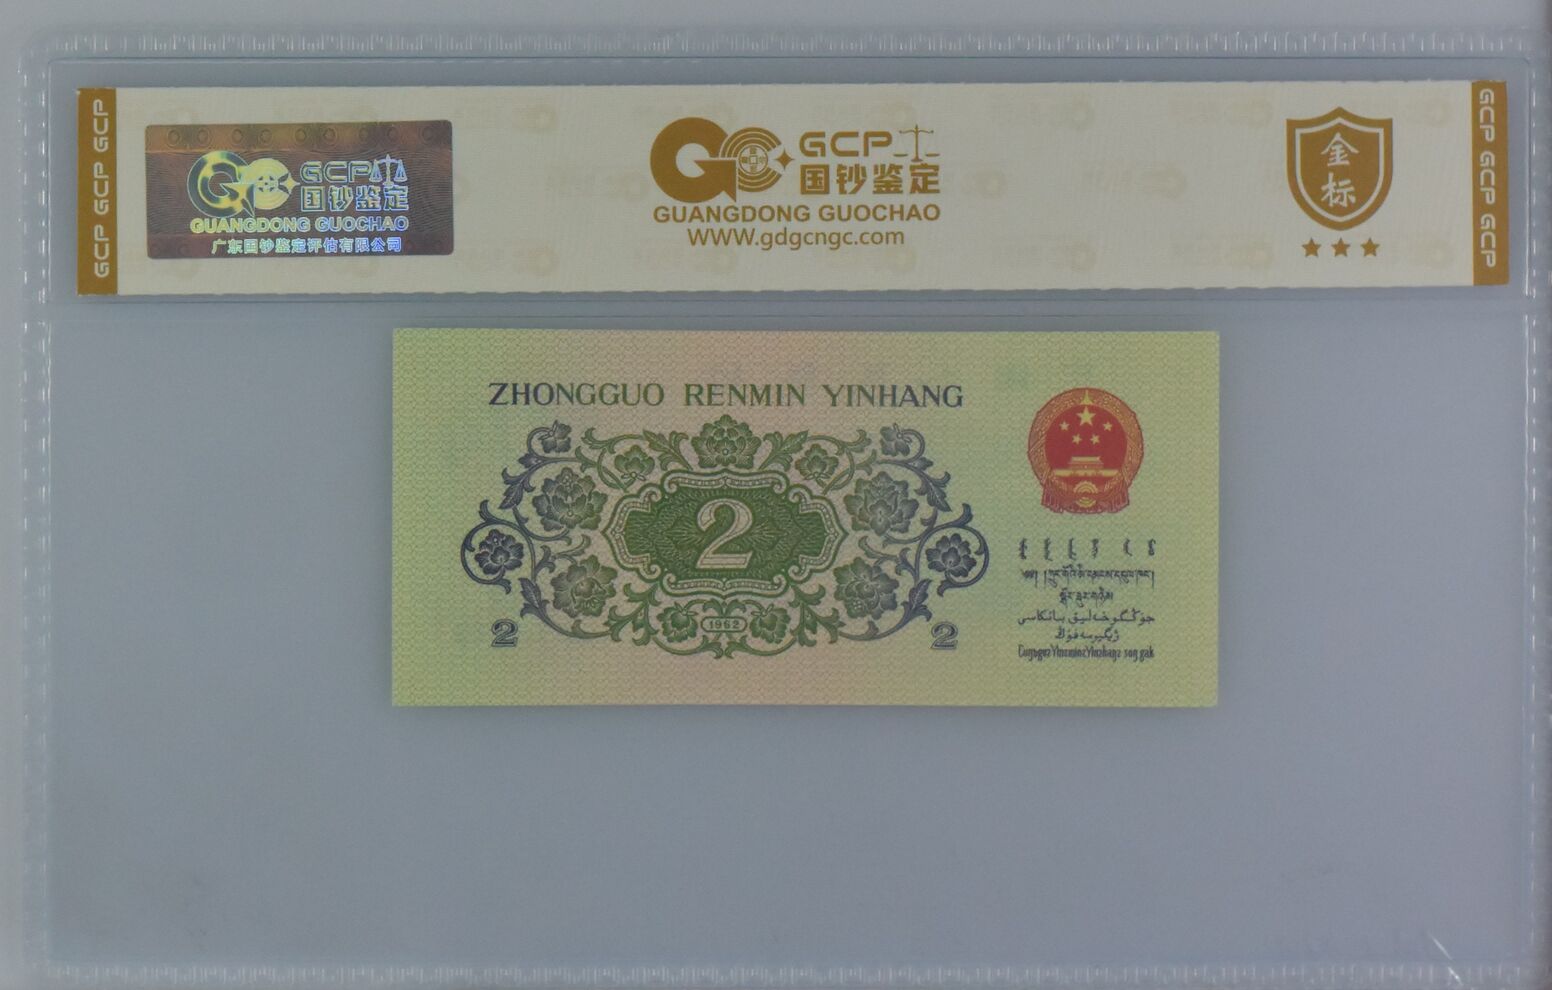 GCP GCP GCP
GCP
国钞鉴定
GUANGDONG GUOCHAO
广东国钞鉴定评估有限公司
GCP
国钞鉴定
GUANGDONG GUOCHAO
WWW.gdgcngc.com
金
标
GCP GCP GCP
ZHONGGUO RENMIN YINHANG
2
1962
2
2
جۇڭگوخەلىق بانكاسى